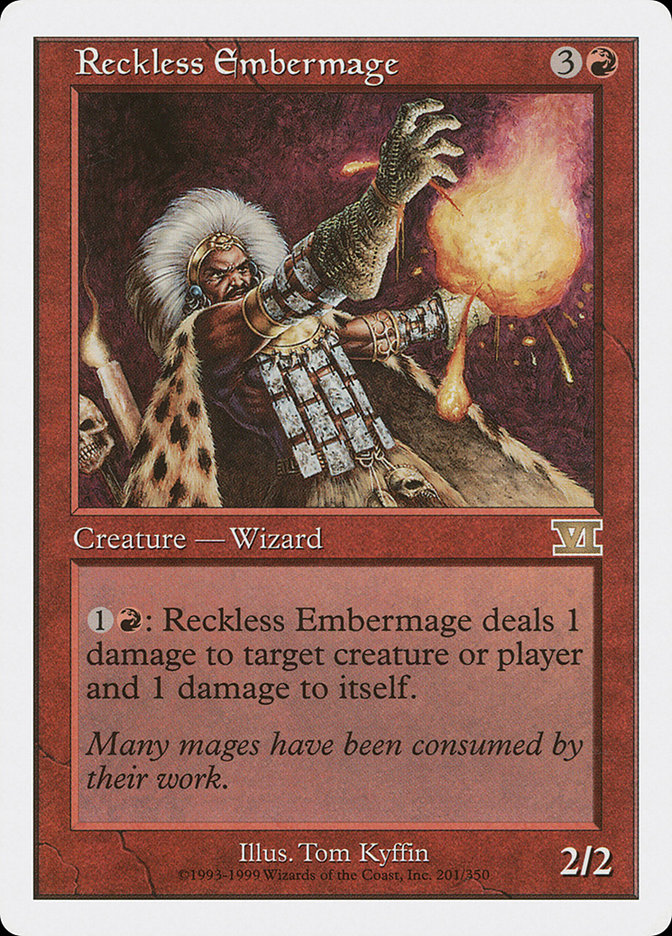 Reckless Embermage 3
Creature — Wizard VI
1 : Reckless Embermage deals 1
damage to target creature or player
and 1 damage to itself.
Many mages have been consumed by
their work.
Illus. Tom Kyffin
©1993-1999 Wizards of the Coast, Inc. 201/350
2/2